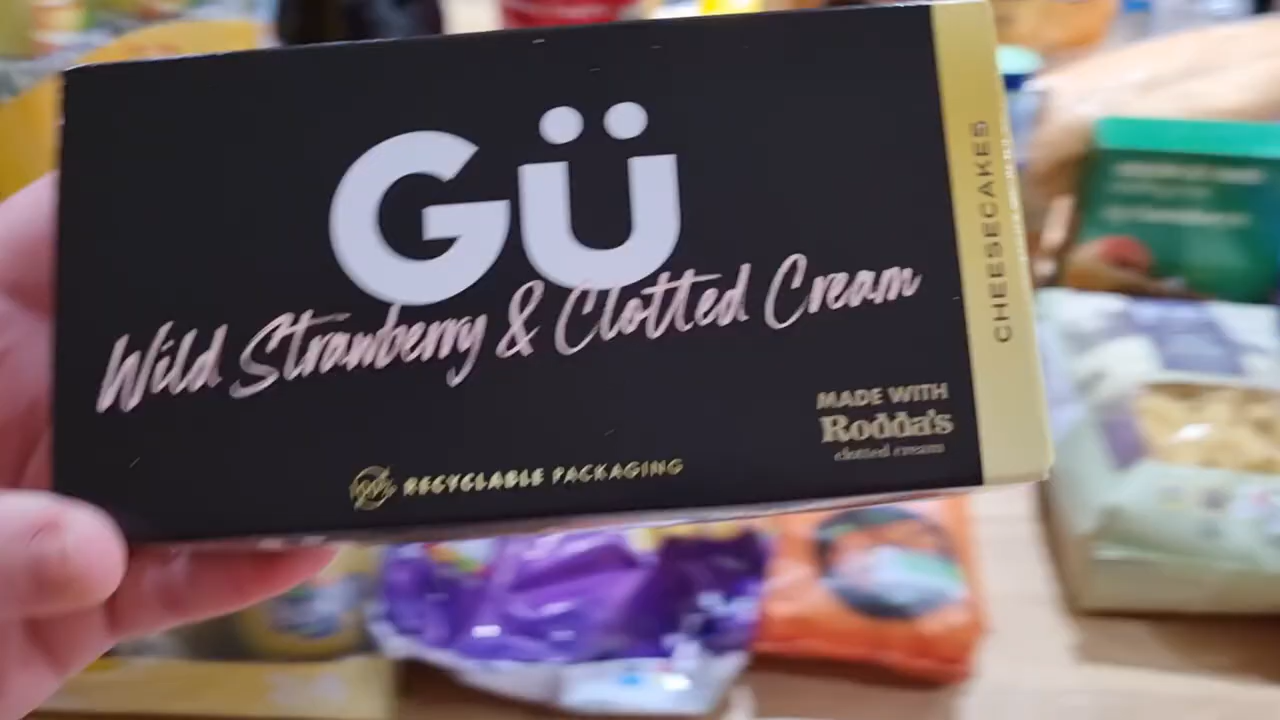 Gü
Wild Strawberry & Clotted Cream
CHEESECAKES
MADE WITH
Rodda's
clotted cream
RECYCLABLE PACKAGING